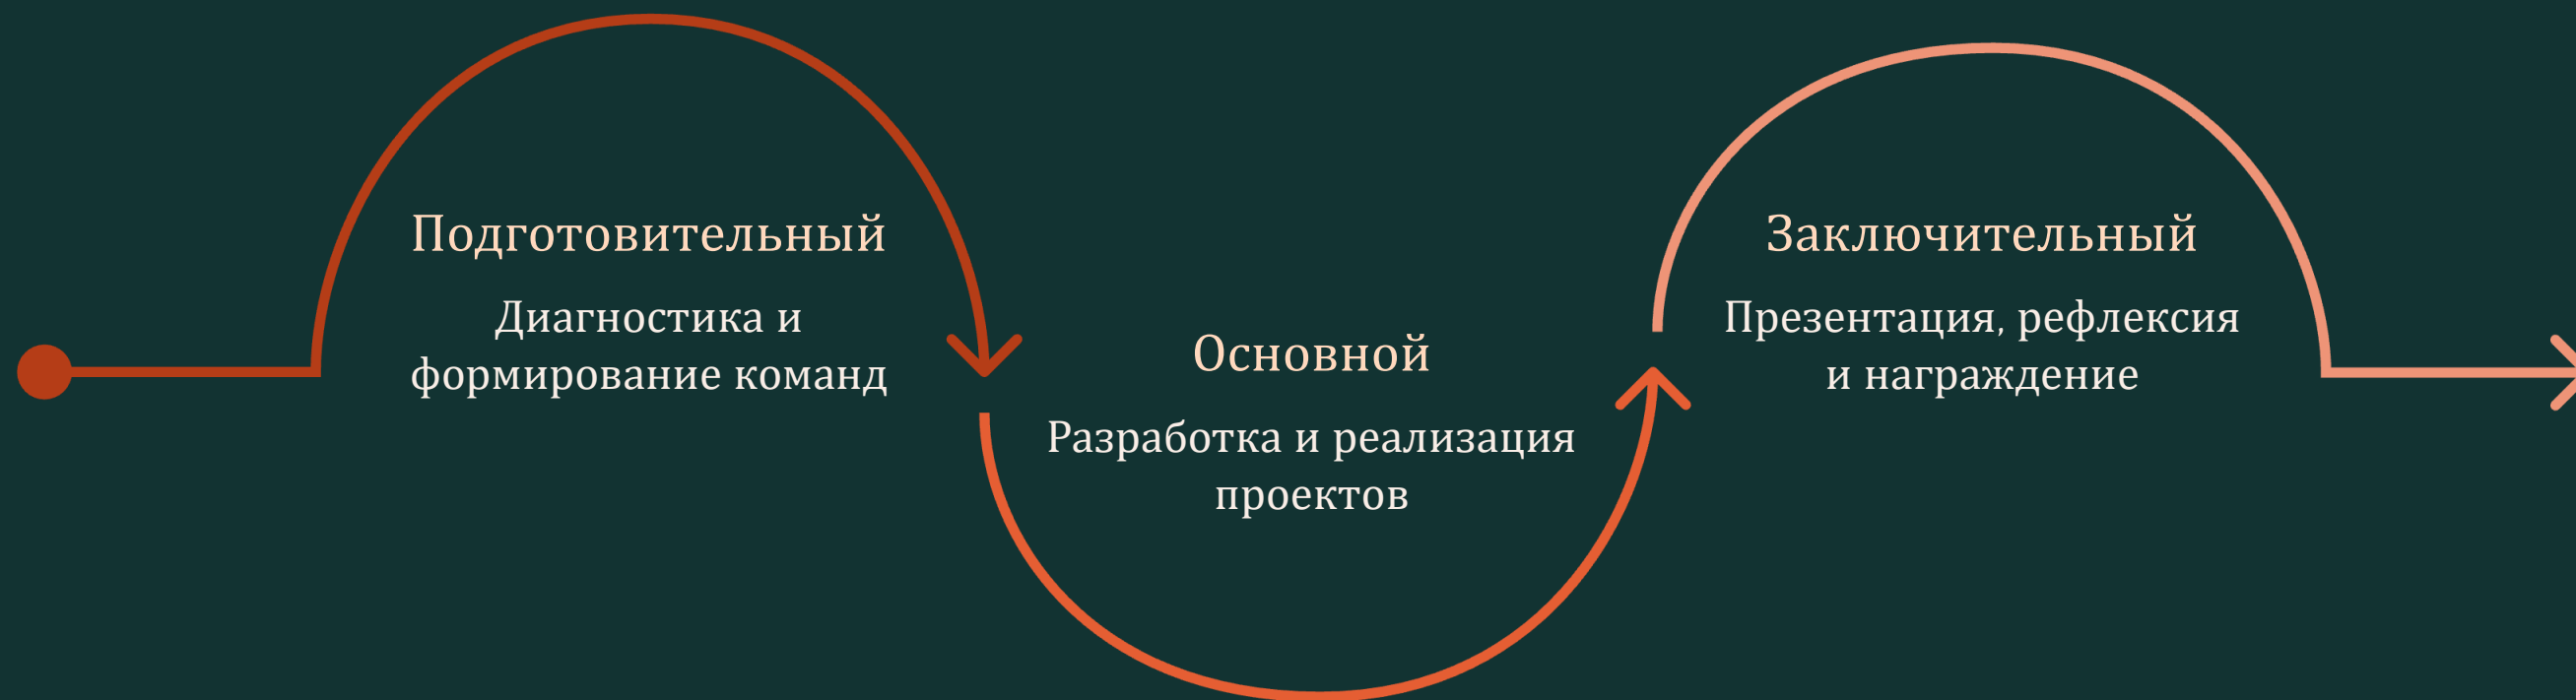 Подготовительный
Диагностика и
формирование команд
Основной
Разработка и реализация
проектов
Заключительный
Презентация, рефлексия
и награждение